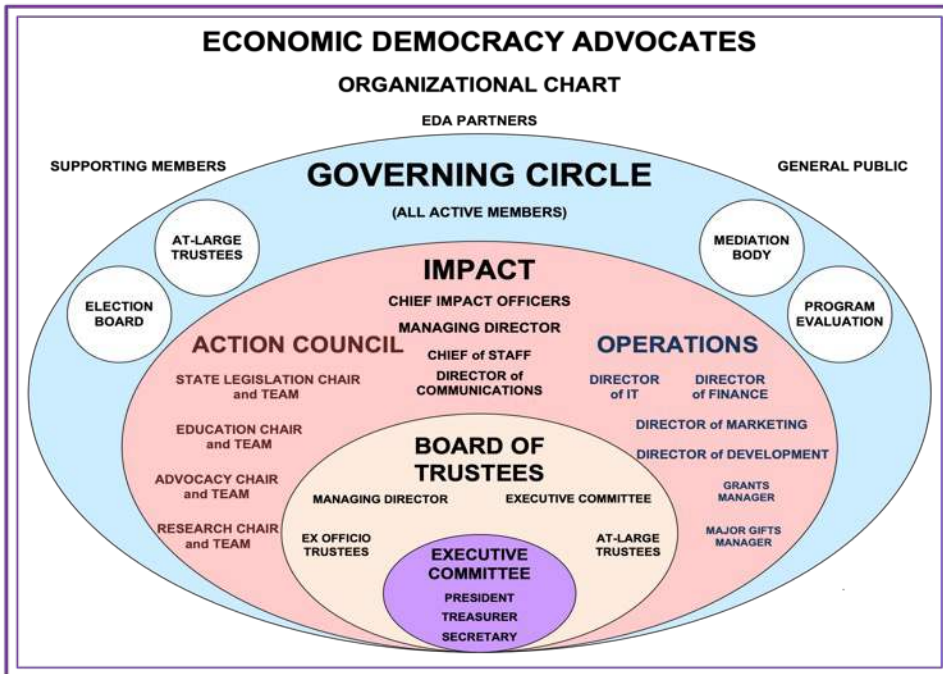 ECONOMIC DEMOCRACY ADVOCATES
ORGANIZATIONAL CHART
EDA PARTNERS
SUPPORTING MEMBERS
GENERAL PUBLIC
GOVERNING CIRCLE
(ALL ACTIVE MEMBERS)
AT-LARGE
TRUSTEES
ELECTION
BOARD
MEDIATION
BODY
PROGRAM
EVALUATION
IMPACT
CHIEF IMPACT OFFICERS
MANAGING DIRECTOR
CHIEF of STAFF
DIRECTOR of
COMMUNICATIONS
ACTION COUNCIL
STATE LEGISLATION CHAIR
and TEAM
EDUCATION CHAIR
and TEAM
ADVOCACY CHAIR
and TEAM
RESEARCH CHAIR
and TEAM
OPERATIONS
DIRECTOR
of IT
DIRECTOR
of FINANCE
DIRECTOR of MARKETING
DIRECTOR of DEVELOPMENT
GRANTS
MANAGER
MAJOR GIFTS
MANAGER
BOARD OF
TRUSTEES
MANAGING DIRECTOR
EXECUTIVE COMMITTEE
EX OFFICIO
TRUSTEES
AT-LARGE
TRUSTEES
EXECUTIVE
COMMITTEE
PRESIDENT
TREASURER
SECRETARY